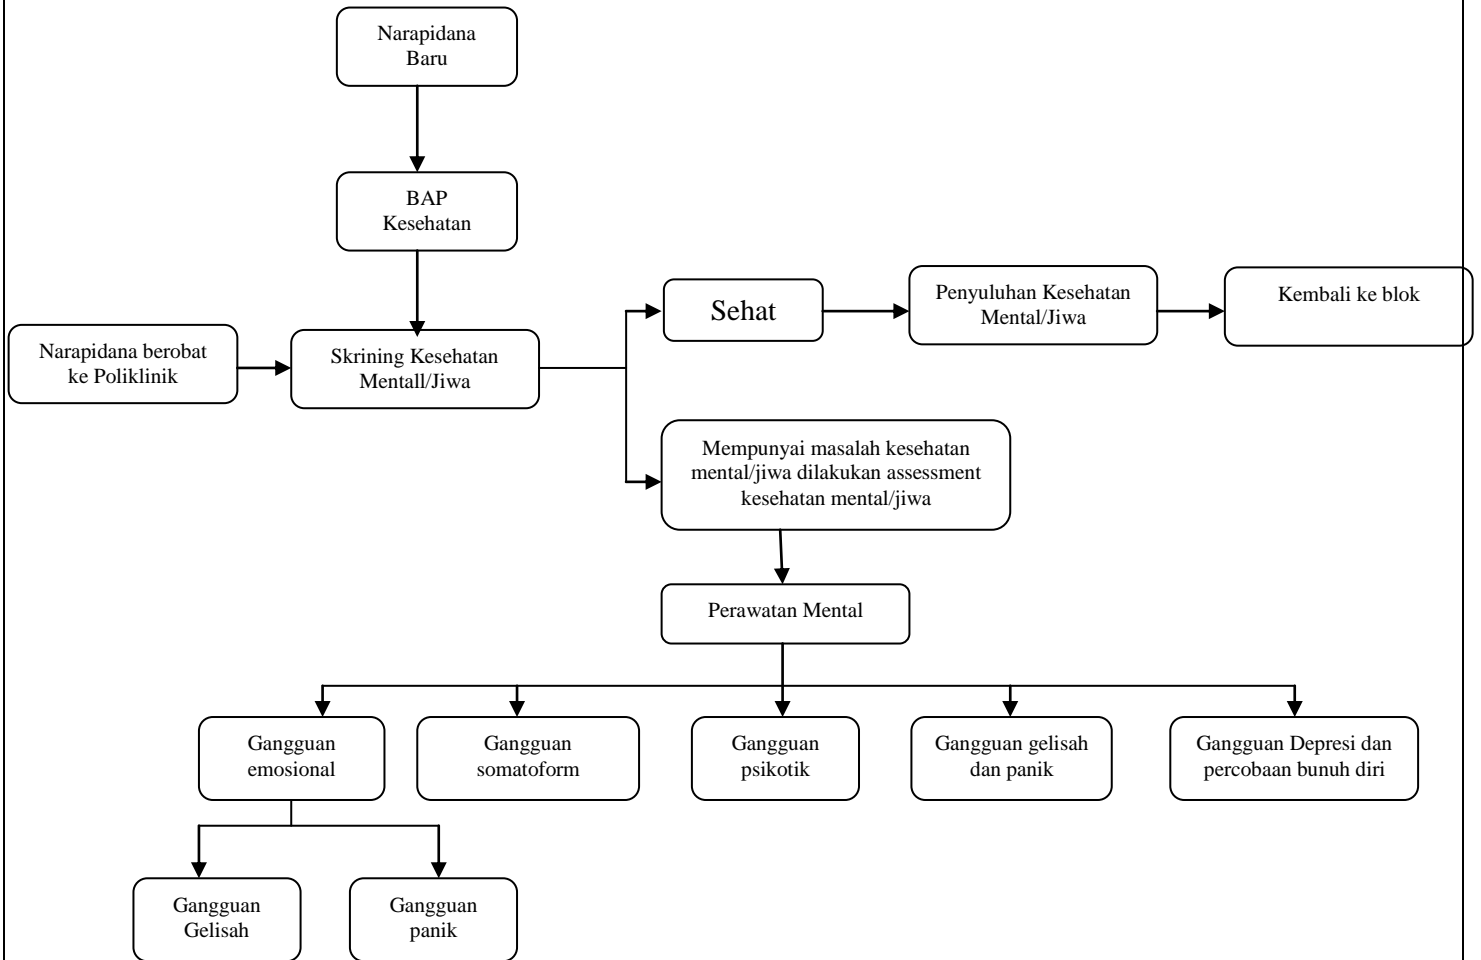 Narapidana
Baru
BAP
Kesehatan
Narapidana berobat
ke Poliklinik
Skrining Kesehatan
Mentall/Jiwa
Sehat
Penyuluhan Kesehatan
Mental/Jiwa
Kembali ke blok
Mempunyai masalah kesehatan
mental/jiwa dilakukan assessment
kesehatan mental/jiwa
Perawatan Mental
Gangguan
emosional
Gangguan
somatoform
Gangguan
psikotik
Gangguan gelisah
dan panik
Gangguan Depresi dan
percobaan bunuh diri
Gangguan
Gelisah
Gangguan
panik